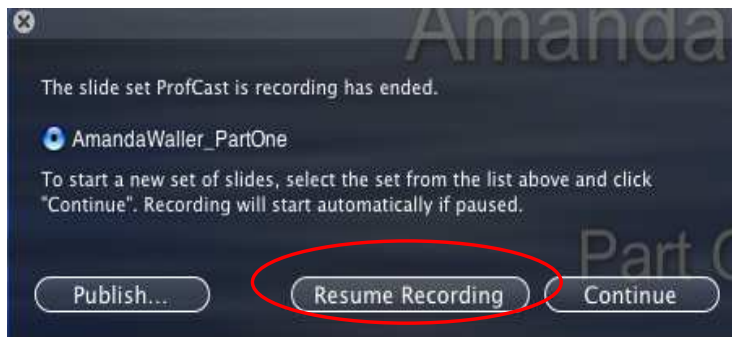 Amanda
The slide set ProfCast is recording has ended.
AmandaWaller_PartOne
To start a new set of slides, select the set from the list above and click
"Continue". Recording will start automatically if paused.
Part
Publish... Resume Recording Continue